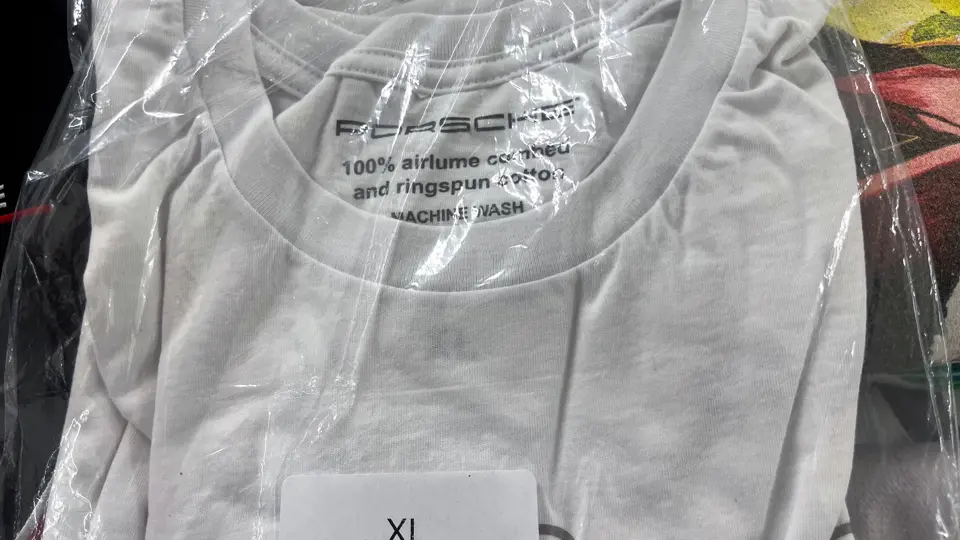 PORSCHE
100% airlume combed
and ringspun cotton
MACHINE WASH
XL